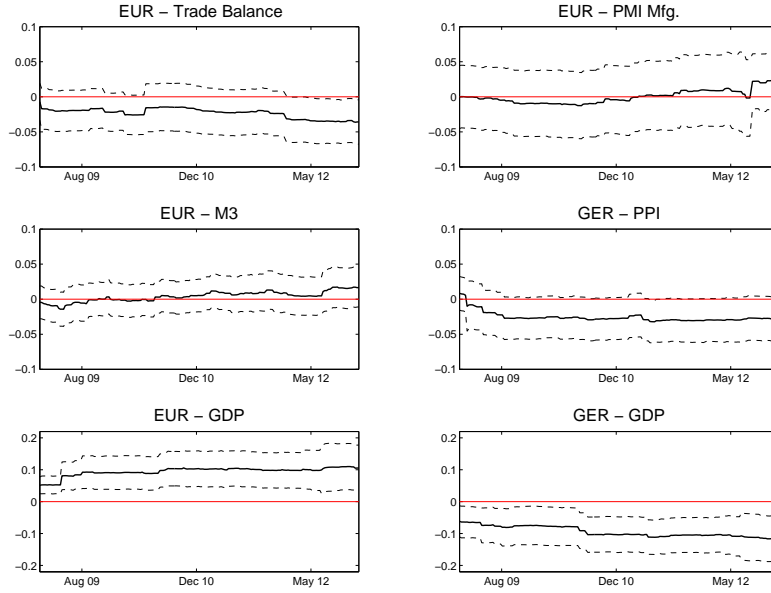 EUR – Trade Balance
0.1
0.05
0
−0.05
−0.1
Aug 09 Dec 10 May 12
EUR – PMI Mfg.
0.1
0.05
0
−0.05
−0.1
Aug 09 Dec 10 May 12
EUR – M3
0.1
0.05
0
−0.05
−0.1
Aug 09 Dec 10 May 12
GER – PPI
0.1
0.05
0
−0.05
−0.1
Aug 09 Dec 10 May 12
EUR – GDP
0.2
0.1
0
−0.1
−0.2
Aug 09 Dec 10 May 12
GER – GDP
0.2
0.1
0
−0.1
−0.2
Aug 09 Dec 10 May 12